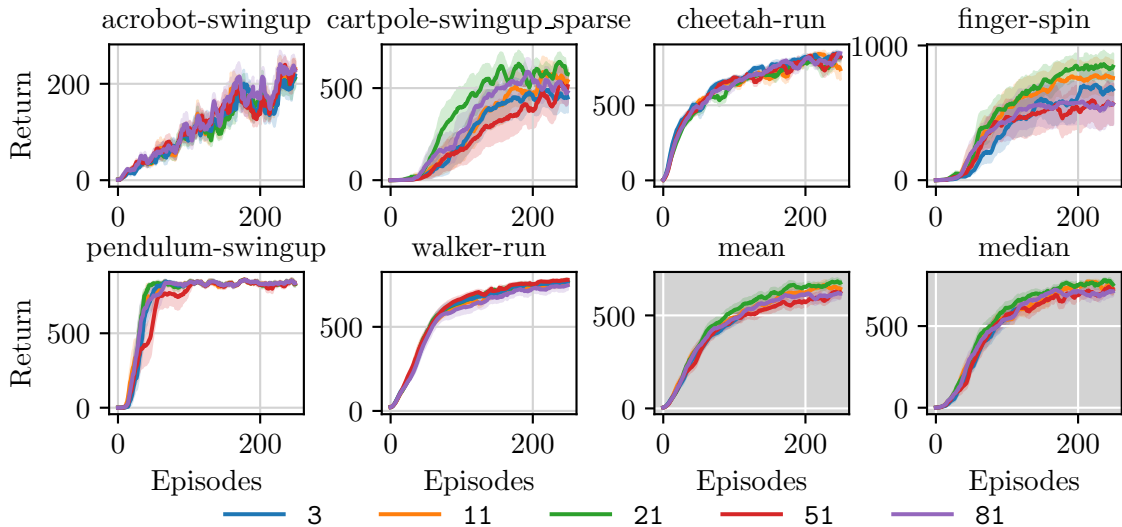 acrobot-swingup
cartpole-swingup_sparse
cheetah-run
finger-spin
Return
200
0
500
0
500
0
1000
500
0
0
200
0
200
0
200
0
200
pendulum-swingup
walker-run
mean
median
Return
500
0
500
0
500
0
500
0
0
200
0
200
0
200
0
200
Episodes
Episodes
Episodes
Episodes
3
11
21
51
81